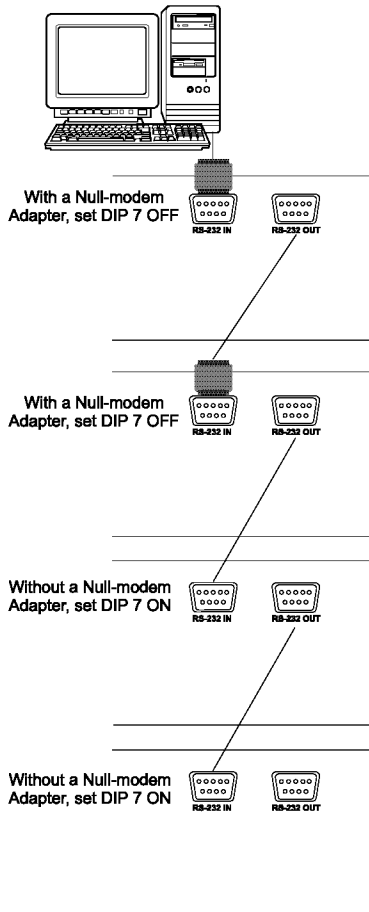 With a Null-modem
Adapter, set DIP 7 OFF
RS-232 IN
RS-232 OUT
With a Null-modem
Adapter, set DIP 7 OFF
RS-232 IN
RS-232 OUT
Without a Null-modem
Adapter, set DIP 7 ON
RS-232 IN
RS-232 OUT
Without a Null-modem
Adapter, set DIP 7 ON
RS-232 IN
RS-232 OUT